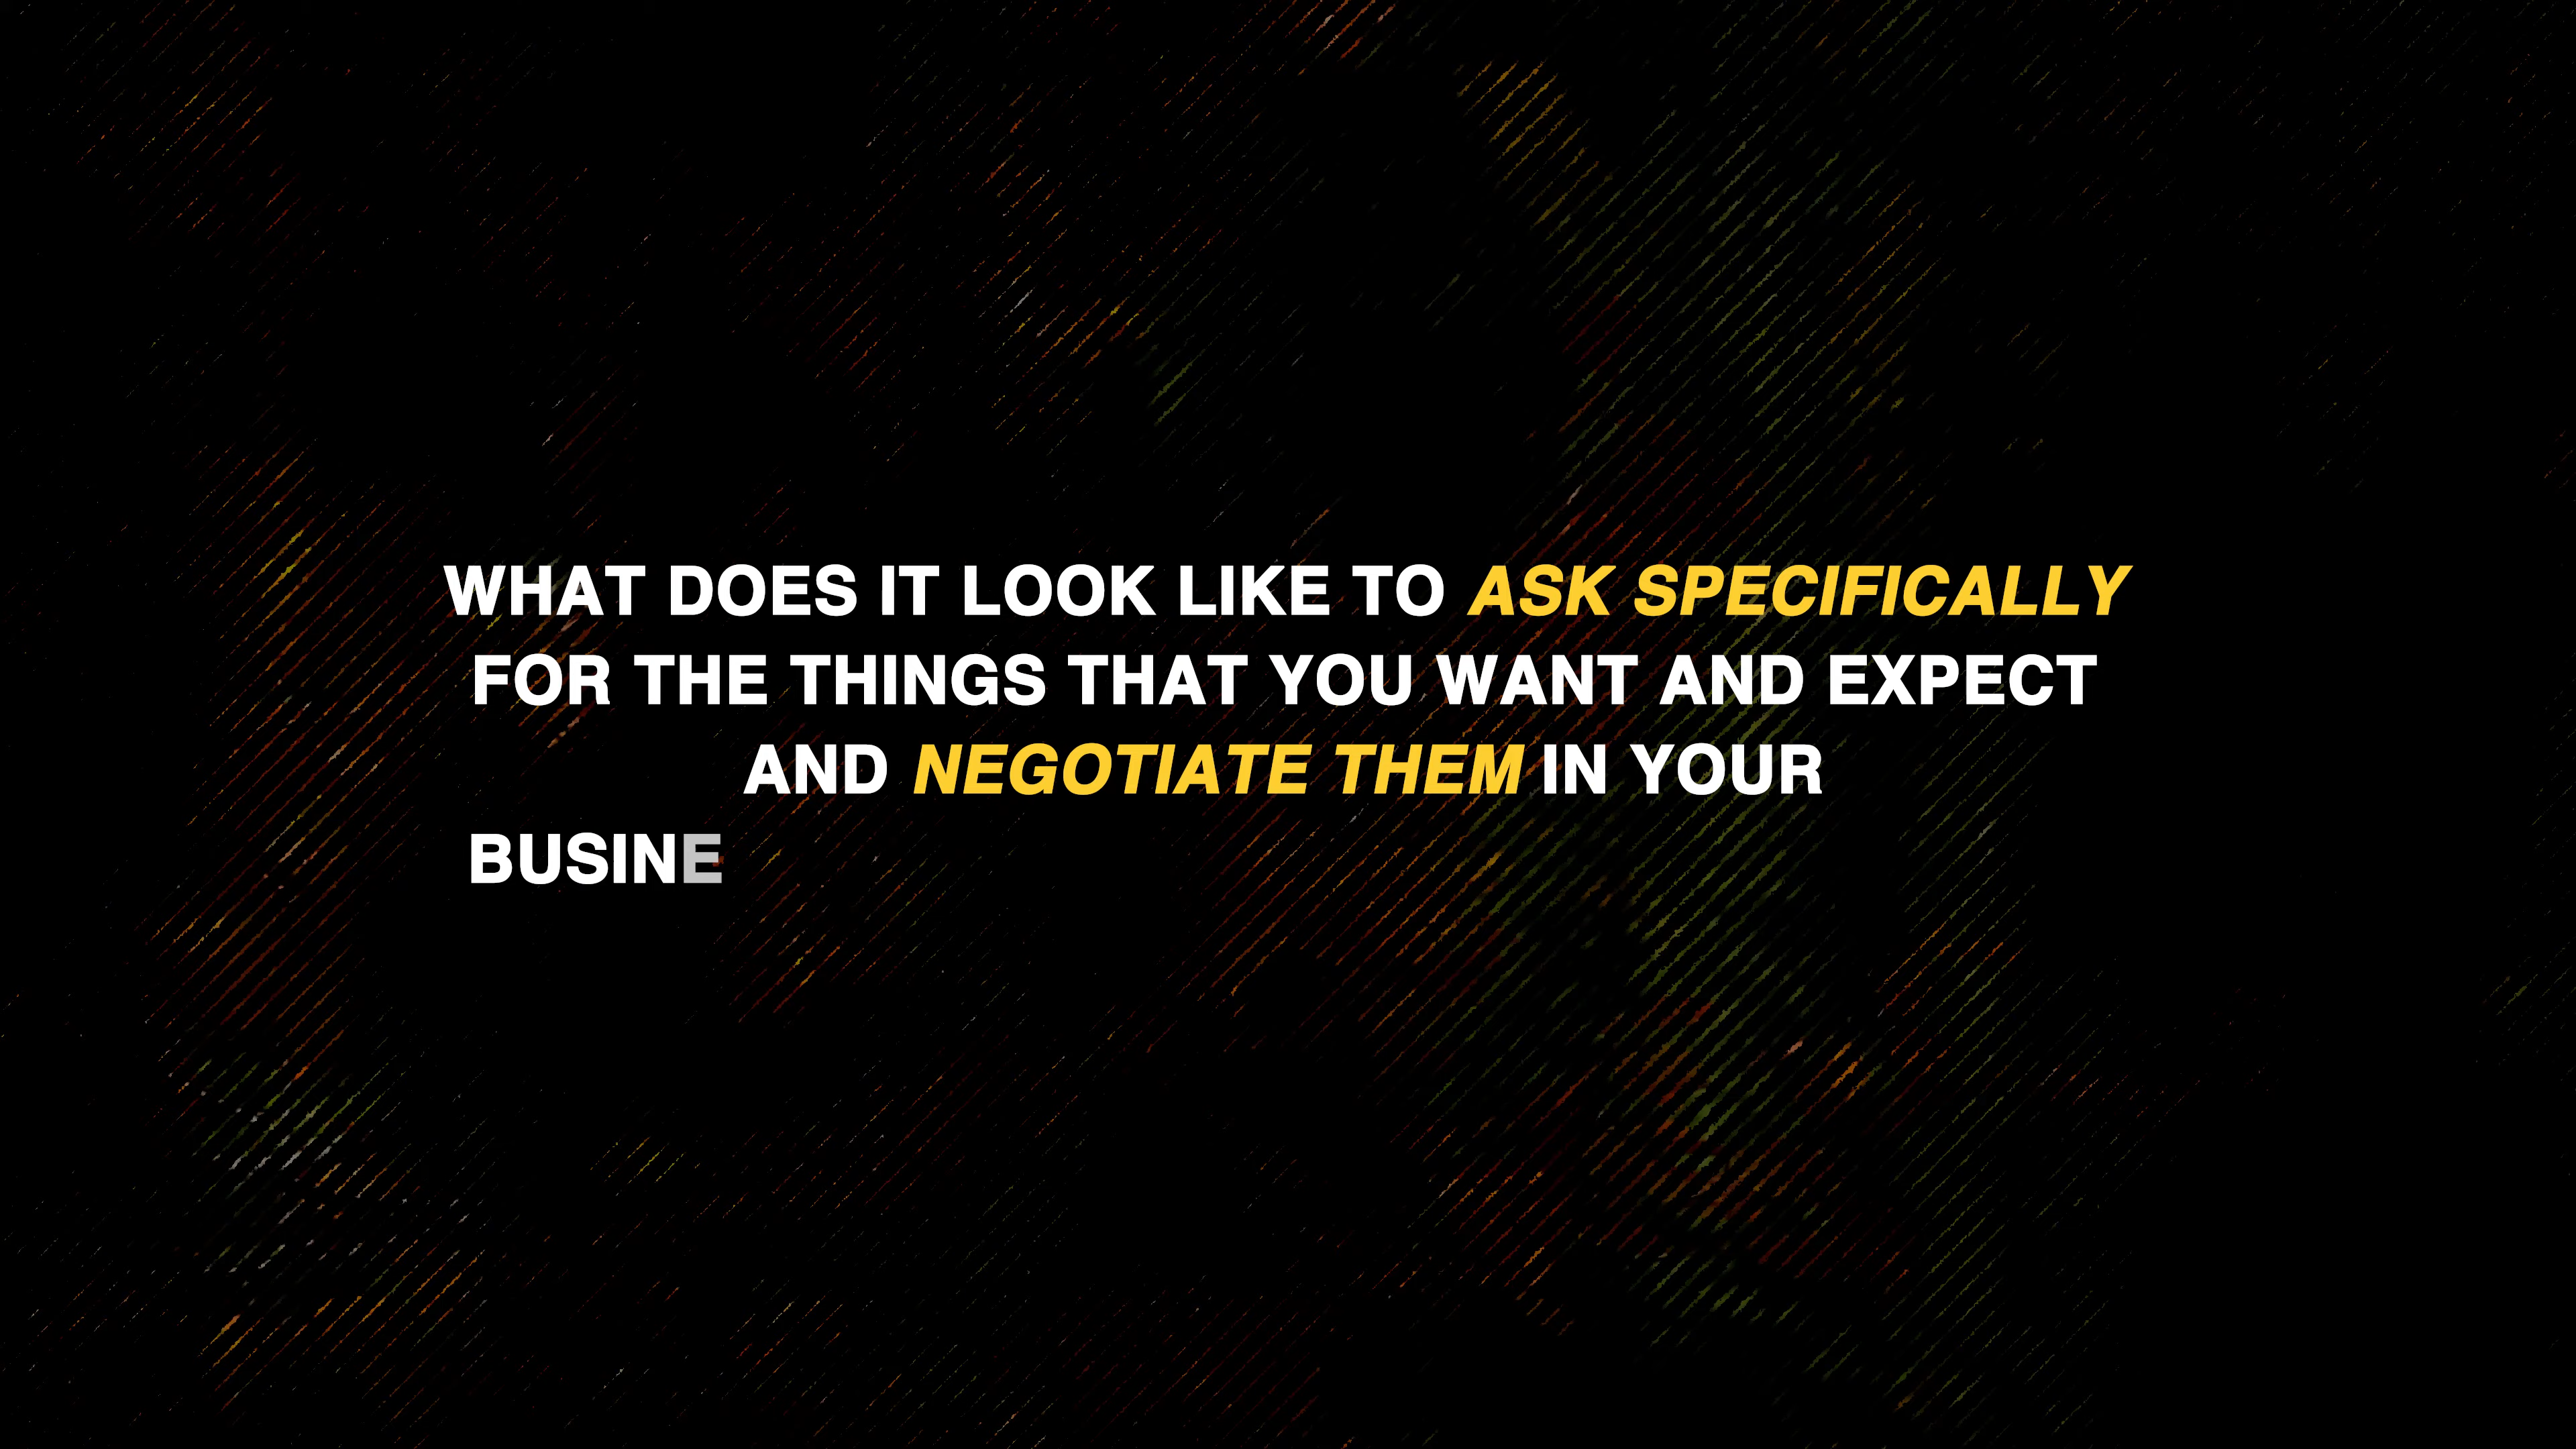 WHAT DOES IT LOOK LIKE TO ASK SPECIFICALLY
FOR THE THINGS THAT YOU WANT AND EXPECT
AND NEGOTIATE THEM IN YOUR
BUSINE